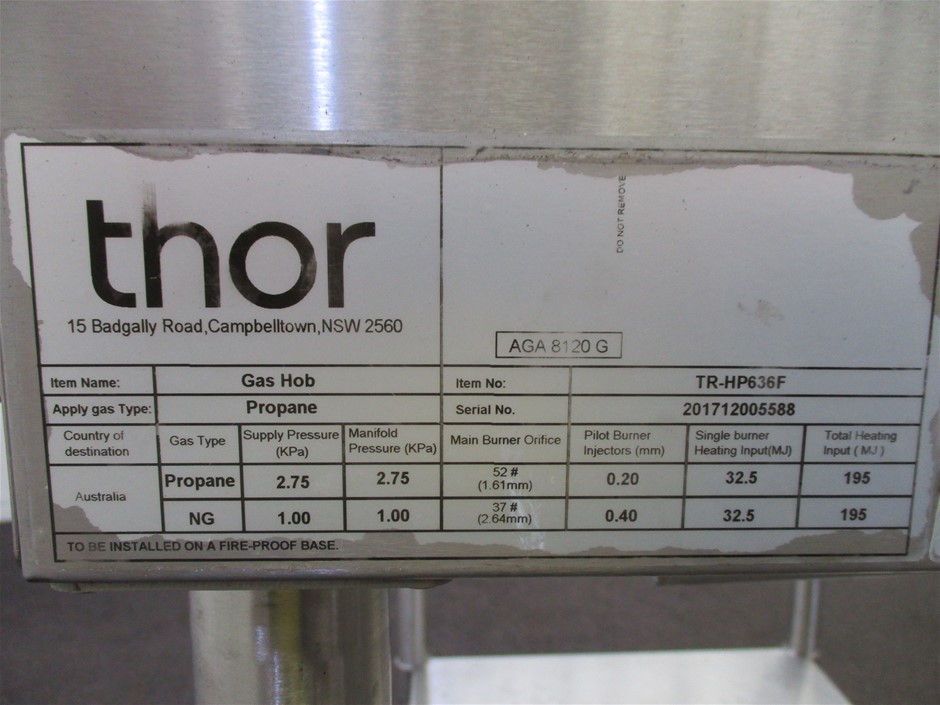 thor
15 Badgally Road,Campbelltown,NSW 2560
DO NOT REMOVE
AGA 8120 G
Item Name: Gas Hob Item No: TR-HP636F
Apply gas Type: Propane Serial No. 201712005588
Country of destination Gas Type Supply Pressure (KPa) Manifold Pressure (KPa) Main Burner Orifice Pilot Burner Injectors (mm) Single burner Heating Input(MJ) Total Heating Input ( MJ )
Australia
Propane 2.75 2.75 52 # (1.61mm) 0.20 32.5 195
NG 1.00 1.00 37 # (2.64mm) 0.40 32.5 195
TO BE INSTALLED ON A FIRE-PROOF BASE.